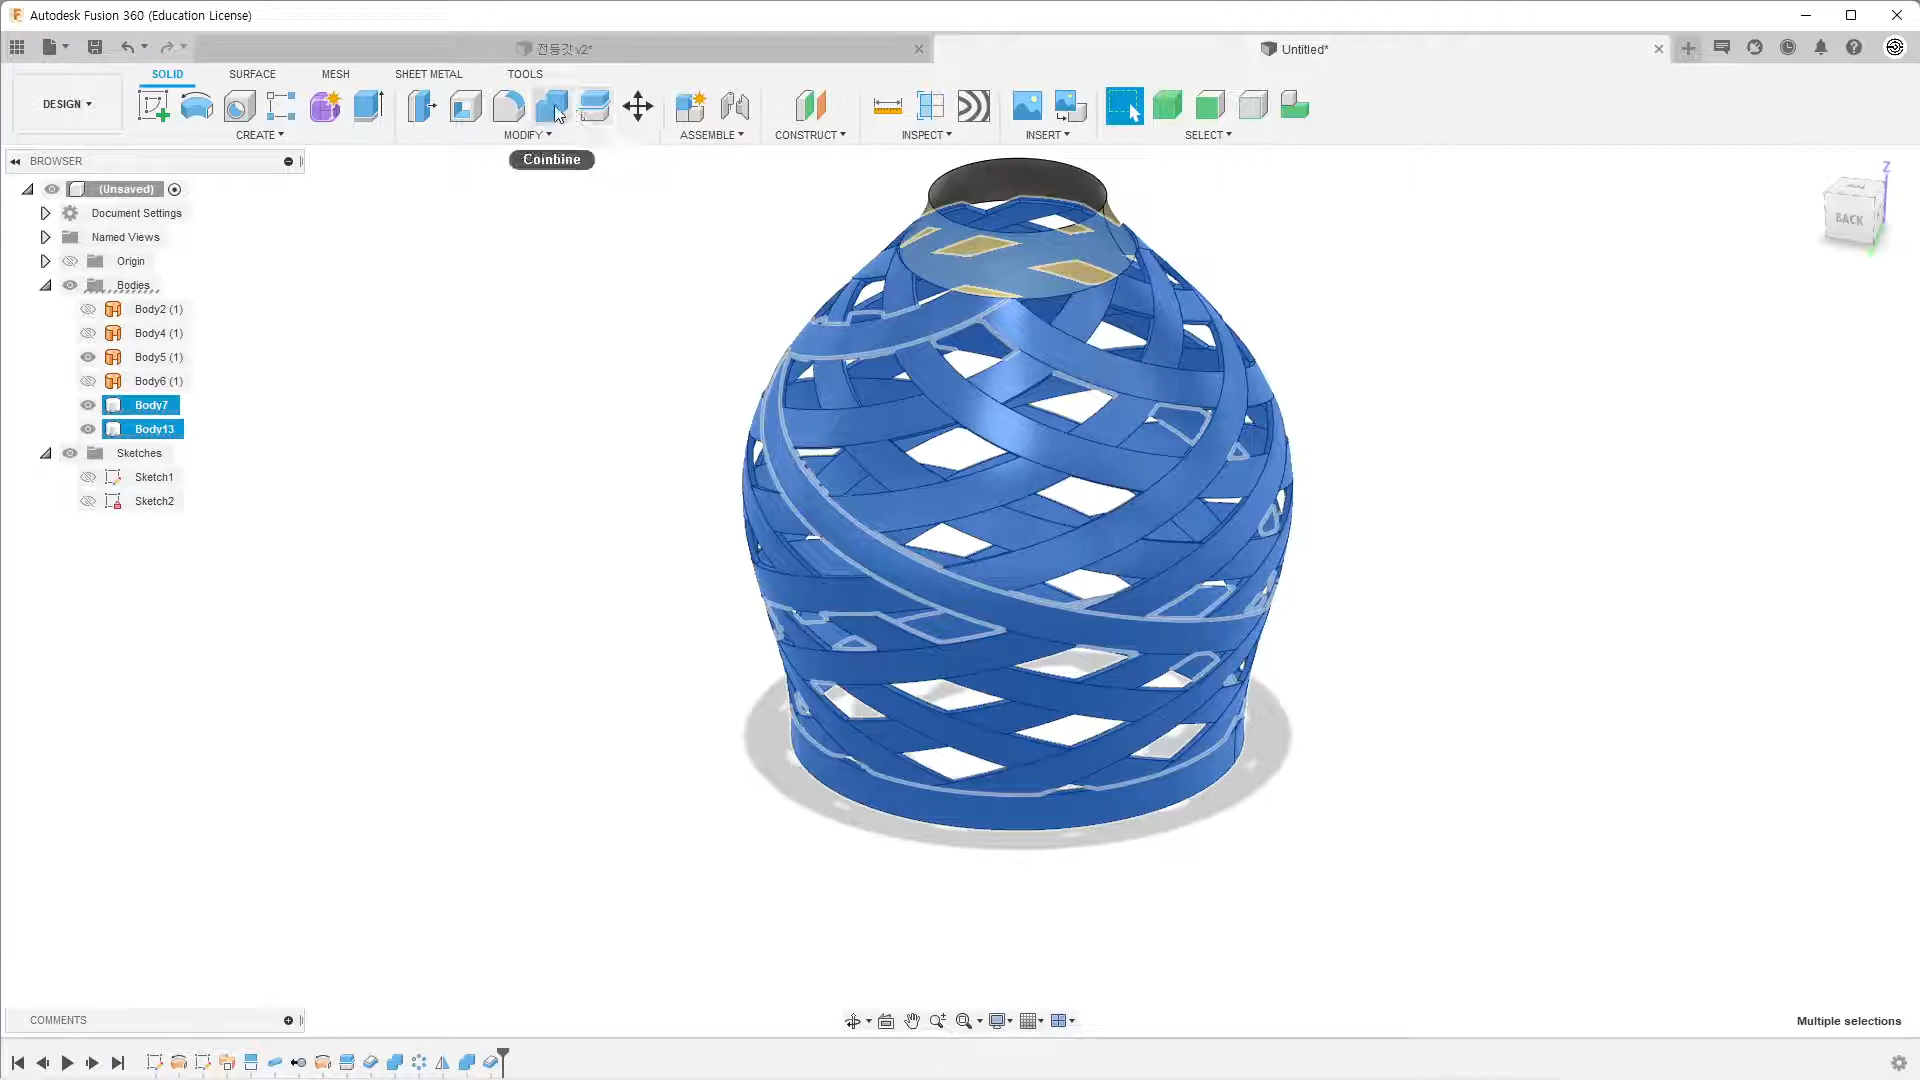 Autodesk Fusion 360 (Education License)
전등갓 v2*
Untitled*
SOLID
SURFACE
MESH
SHEET METAL
TOOLS
DESIGN
CREATE
MODIFY
ASSEMBLE
CONSTRUCT
INSPECT
INSERT
SELECT
Coinbine
BROWSER
(Unsaved)
Document Settings
Named Views
Origin
Bodies
Body2 (1)
Body4 (1)
Body5 (1)
Body6 (1)
Body7
Body13
Sketches
Sketch1
Sketch2
Z
BACK
COMMENTS
Multiple selections